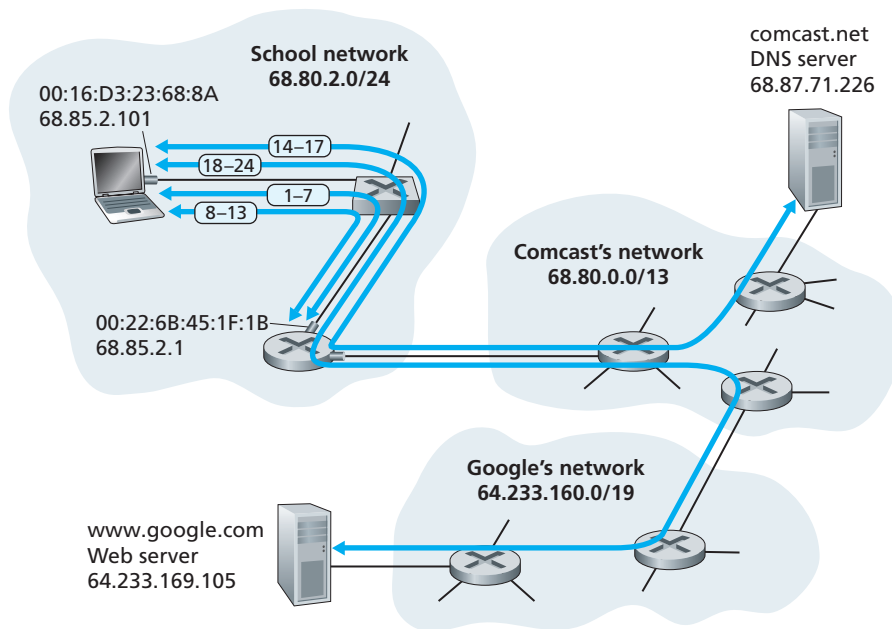 School network
68.80.2.0/24
comcast.net
DNS server
68.87.71.226
00:16:D3:23:68:8A
68.85.2.101
14–17
18–24
1–7
8–13
Comcast's network
68.80.0.0/13
00:22:6B:45:1F:1B
68.85.2.1
Google's network
64.233.160.0/19
www.google.com
Web server
64.233.169.105